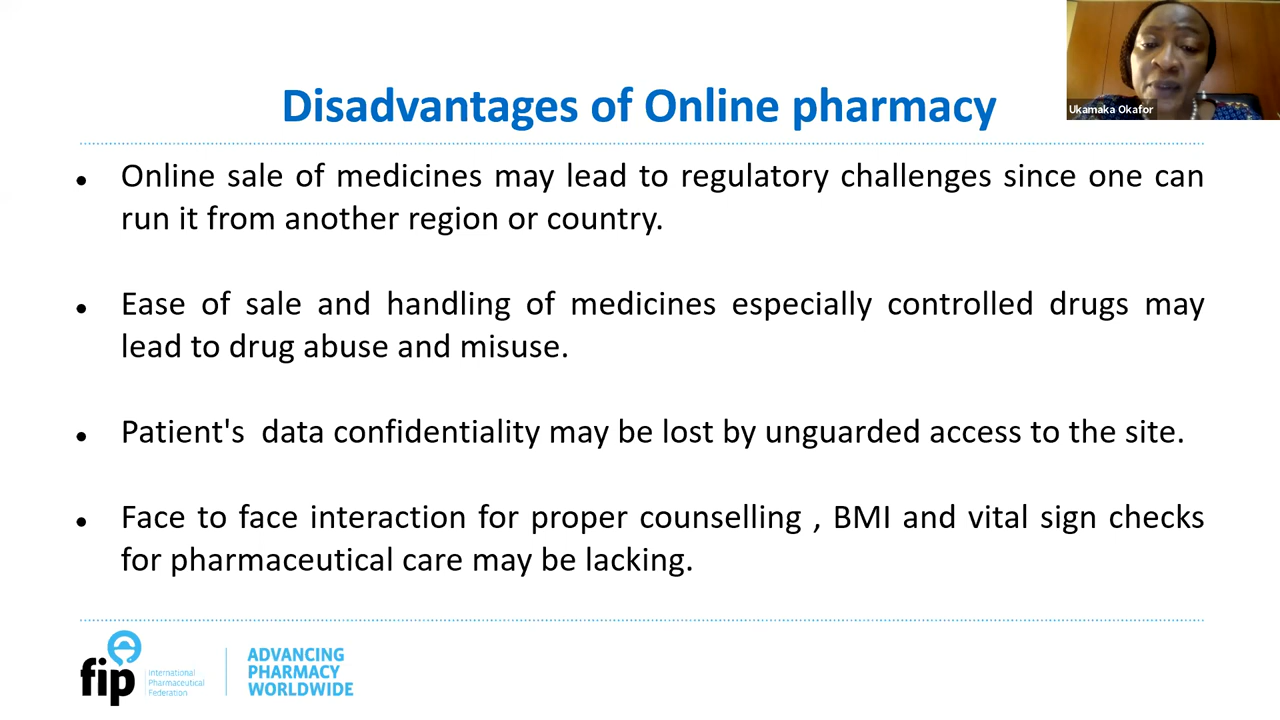 Ukamaka Okafor
Disadvantages of Online pharmacy
● Online sale of medicines may lead to regulatory challenges since one can
run it from another region or country.
● Ease of sale and handling of medicines especially controlled drugs may
lead to drug abuse and misuse.
● Patient's  data confidentiality may be lost by unguarded access to the site.
● Face to face interaction for proper counselling , BMI and vital sign checks
for pharmaceutical care may be lacking.
fip
International
Pharmaceutical
Federation
ADVANCING
PHARMACY
WORLDWIDE